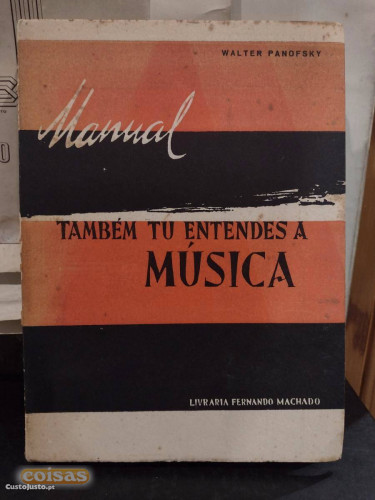 WALTER PANOFSKY
Manual
TAMBÉM TU ENTENDES A
MÚSICA
LIVRARIA FERNANDO MACHADO
coisas
CustoJusto.pt